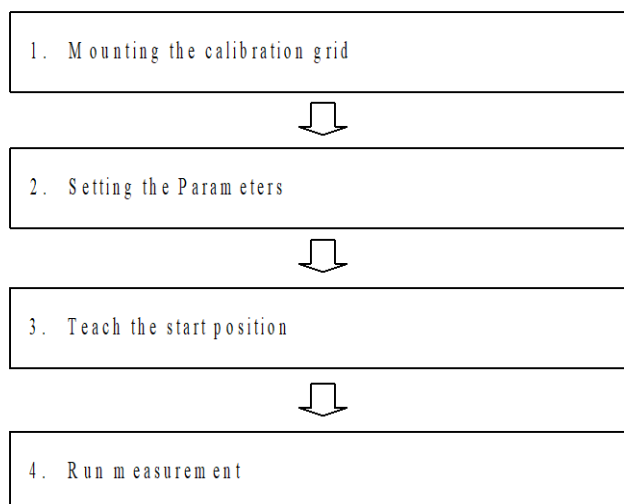 1. Mounting the calibration grid
2. Setting the Parameters
3. Teach the start position
4. Run measurement